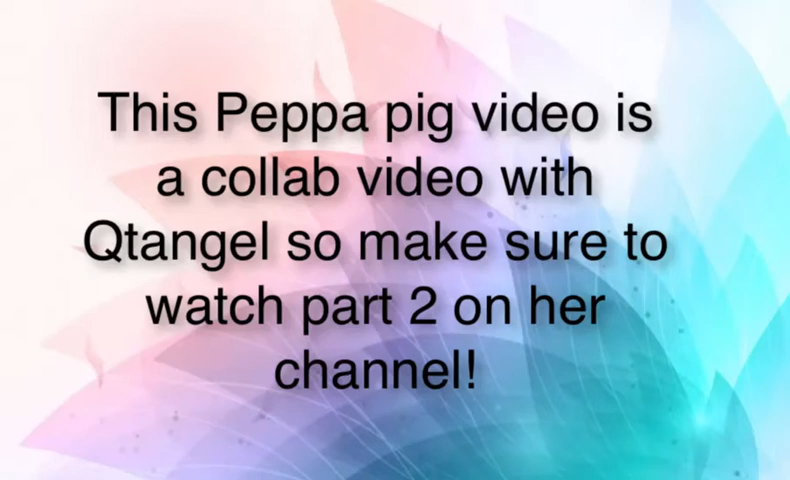 This Peppa pig video is
a collab video with
Qtangel so make sure to
watch part 2 on her
channel!